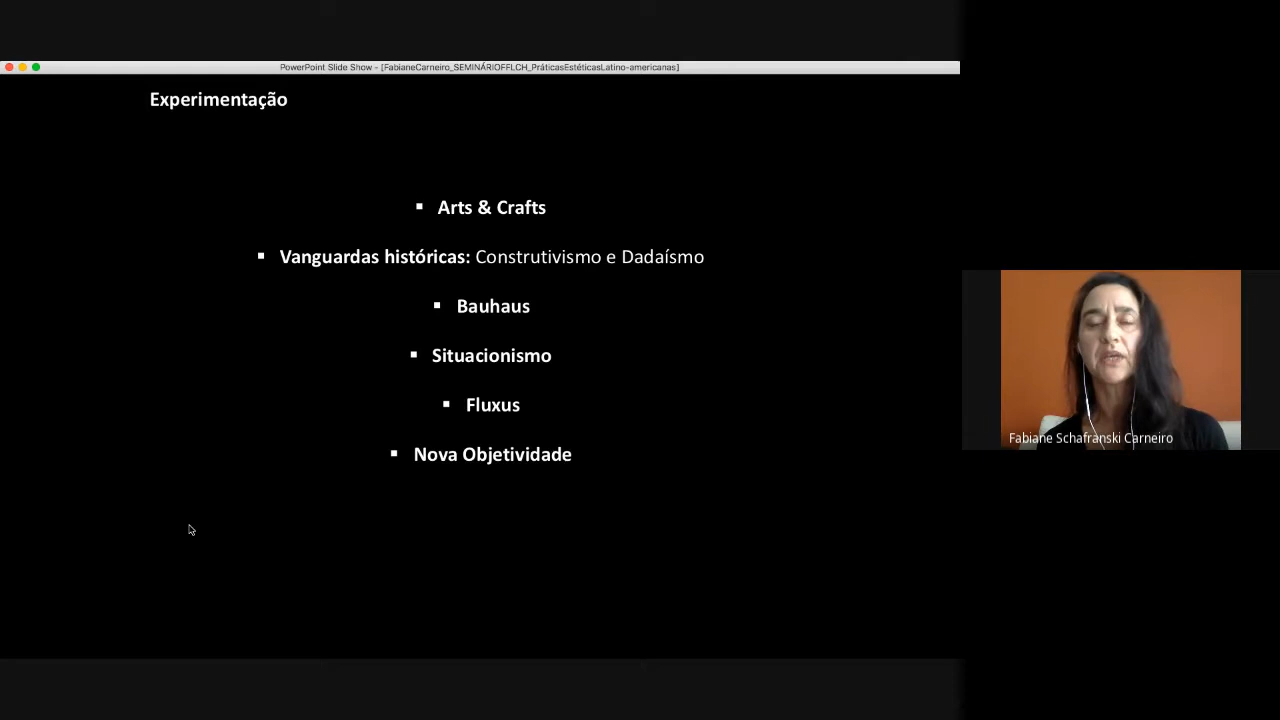 PowerPoint Slide Show - [FabianeCarneiro_SEMINÁRIOFFLCH_PráticasEstéticasLatino-americanas]
Experimentação
▪ Arts & Crafts
▪ Vanguardas históricas: Construtivismo e Dadaísmo
▪ Bauhaus
▪ Situacionismo
▪ Fluxus
▪ Nova Objetividade
Fabiane Schafranski Carneiro